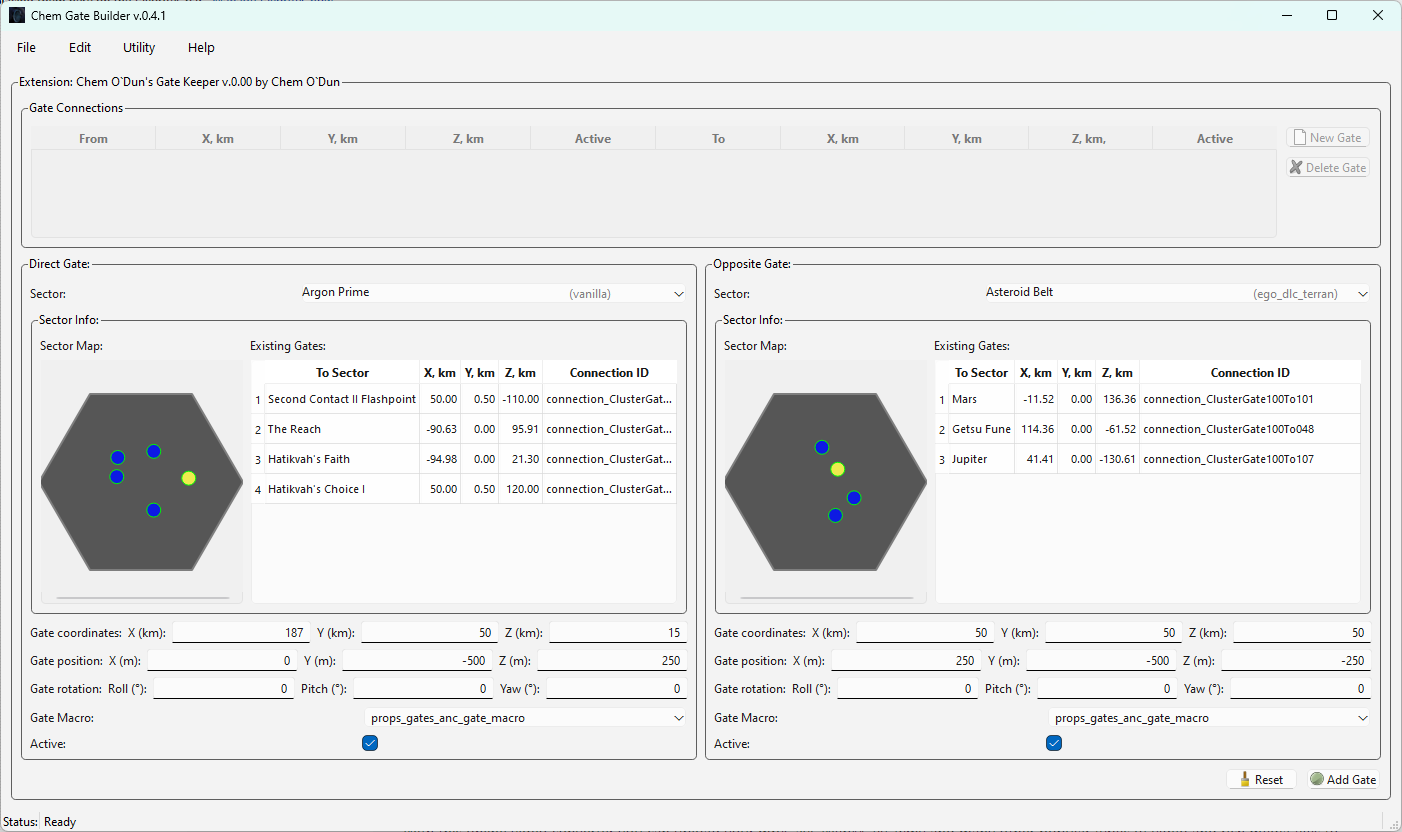 Chem Gate Builder v.0.4.1
File Edit Utility Help
Extension: Chem O`Dun's Gate Keeper v.0.00 by Chem O`Dun
Gate Connections
From X, km Y, km Z, km Active To X, km Y, km Z, km, Active
New Gate
Delete Gate
Direct Gate:
Sector: Argon Prime (vanilla)
Sector Info:
Sector Map: Existing Gates:
To Sector X, km Y, km Z, km Connection ID
1 Second Contact II Flashpoint 50.00 0.50 -110.00 connection_ClusterGat...
2 The Reach -90.63 0.00 95.91 connection_ClusterGat...
3 Hatikvah's Faith -94.98 0.00 21.30 connection_ClusterGat...
4 Hatikvah's Choice I 50.00 0.50 120.00 connection_ClusterGat...
Gate coordinates: X (km): 187 Y (km): 50 Z (km): 15
Gate position: X (m): 0 Y (m): -500 Z (m): 250
Gate rotation: Roll (°): 0 Pitch (°): 0 Yaw (°): 0
Gate Macro: props_gates_anc_gate_macro
Active:
Opposite Gate:
Sector: Asteroid Belt (ego_dlc_terran)
Sector Info:
Sector Map: Existing Gates:
To Sector X, km Y, km Z, km Connection ID
1 Mars -11.52 0.00 136.36 connection_ClusterGate100To101
2 Getsu Fune 114.36 0.00 -61.52 connection_ClusterGate100To048
3 Jupiter 41.41 0.00 -130.61 connection_ClusterGate100To107
Gate coordinates: X (km): 50 Y (km): 50 Z (km): 50
Gate position: X (m): 250 Y (m): -500 Z (m): -250
Gate rotation: Roll (°): 0 Pitch (°): 0 Yaw (°): 0
Gate Macro: props_gates_anc_gate_macro
Active:
Reset Add Gate
Status: Ready